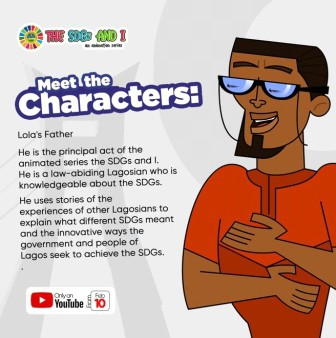 THE SDGs AND I
an animation series
Meet the
Characters:
Lola's Father
He is the principal act of the
animated series the SDGs and I.
He is a law-abiding Lagosian who is
knowledgeable about the SDGs.
He uses stories of the
experiences of other Lagosians to
explain what different SDGs meant
and the innovative ways the
government and people of
Lagos seek to achieve the SDGs.
.
Only on
YouTube
from
Feb
10